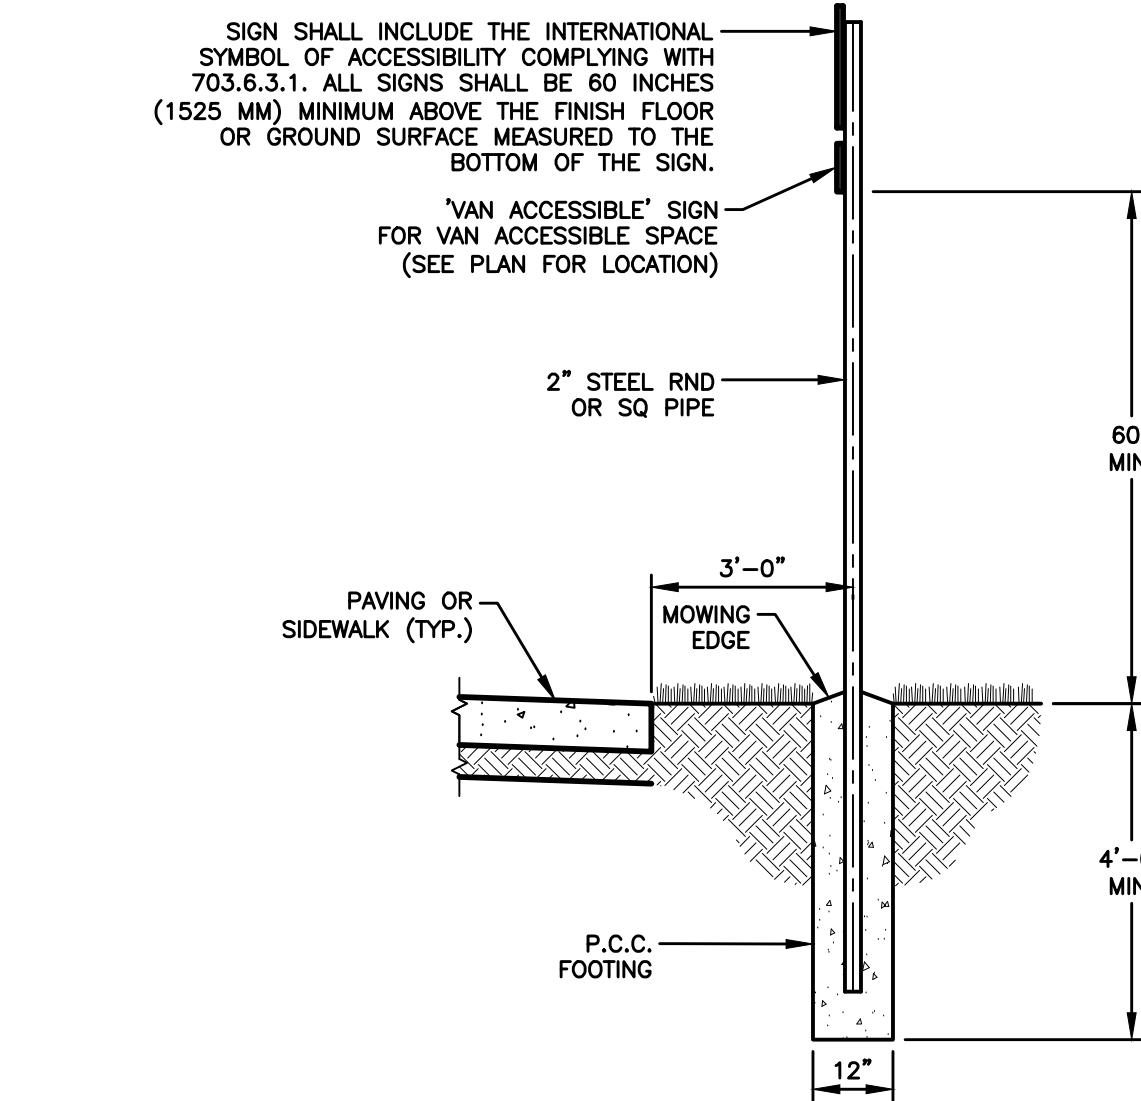 SIGN SHALL INCLUDE THE INTERNATIONAL
SYMBOL OF ACCESSIBILITY COMPLYING WITH
703.6.3.1. ALL SIGNS SHALL BE 60 INCHES
(1525 MM) MINIMUM ABOVE THE FINISH FLOOR
OR GROUND SURFACE MEASURED TO THE
BOTTOM OF THE SIGN.
'VAN ACCESSIBLE' SIGN
FOR VAN ACCESSIBLE SPACE
(SEE PLAN FOR LOCATION)
2" STEEL RND
OR SQ PIPE
60
MIN
3'-0"
PAVING OR
SIDEWALK (TYP.)
MOWING
EDGE
4'-
MIN
P.C.C.
FOOTING
12"